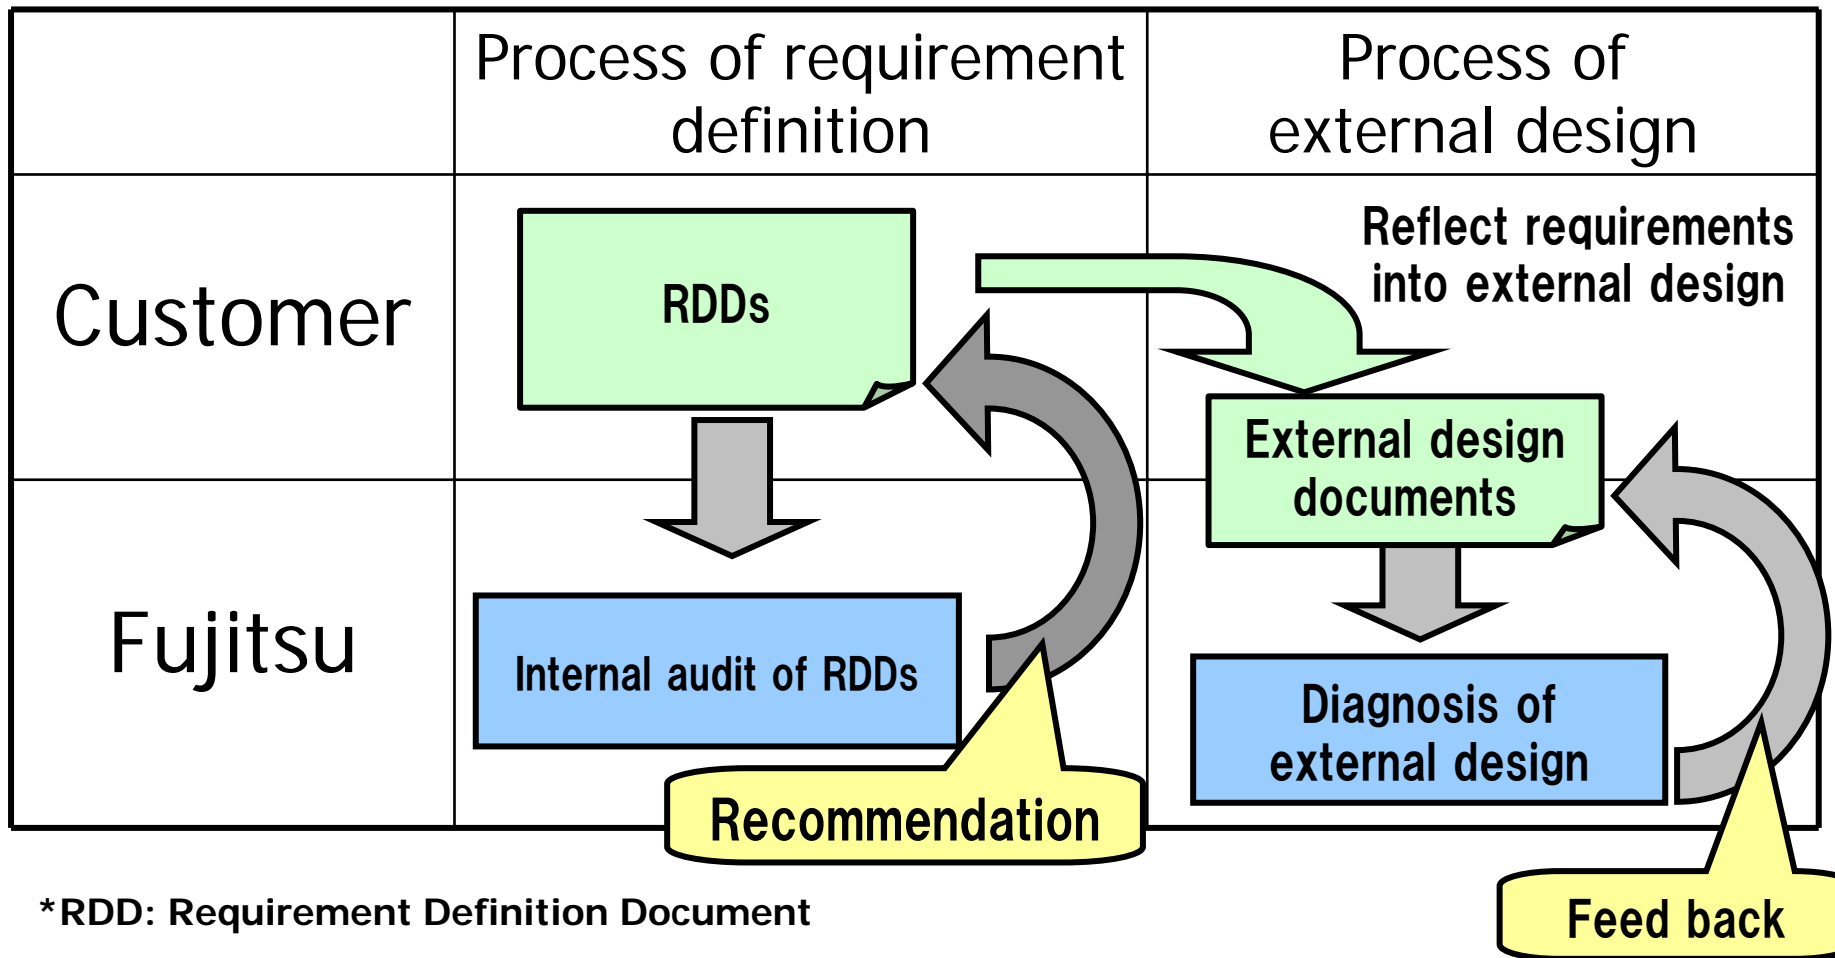 Process of requirement
definition
Process of
external design
Customer
RDDs
Reflect requirements
into external design
External design
documents
Fujitsu
Internal audit of RDDs
Diagnosis of
external design
Recommendation
Feed back
*RDD: Requirement Definition Document